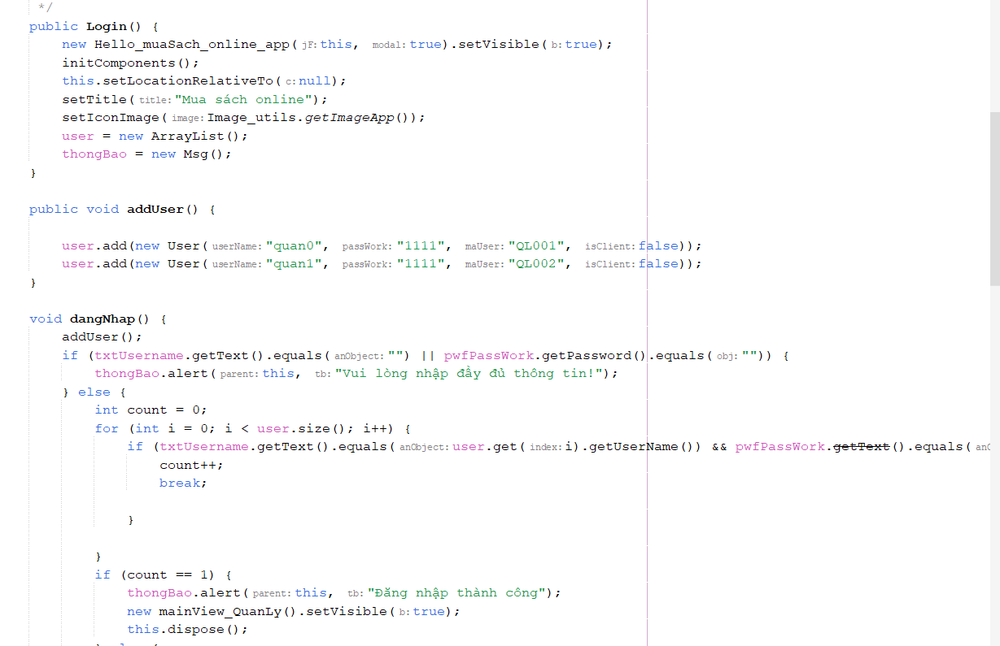 */
public Login() {
new Hello_muaSach_online_app(jF: this, modal: true).setVisible(b: true);
initComponents();
this.setLocationRelativeTo(c: null);
setTitle(title: "Mua sách online");
setIconImage(image: Image_utils.getImageApp());
user = new ArrayList();
thongBao = new Msg();
}
public void addUser() {
user.add(new User(userName: "quan0", passWork: "1111", maUser: "QL001", isClient: false));
user.add(new User(userName: "quan1", passWork: "1111", maUser: "QL002", isClient: false));
}
void dangNhap() {
addUser();
if (txtUsername.getText().equals(anObject: "") || pwfPassWork.getPassword().equals(obj: "")) {
thongBao.alert(parent: this, tb: "Vui lòng nhập đầy đủ thông tin!");
} else {
int count = 0;
for (int i = 0; i < user.size(); i++) {
if (txtUsername.getText().equals(anObject: user.get(index: i).getUserName()) && pwfPassWork.getText().equals(
count++;
break;
}
}
if (count == 1) {
thongBao.alert(parent: this, tb: "Đăng nhập thành công");
new mainView_QuanLy().setVisible(b: true);
this.dispose();